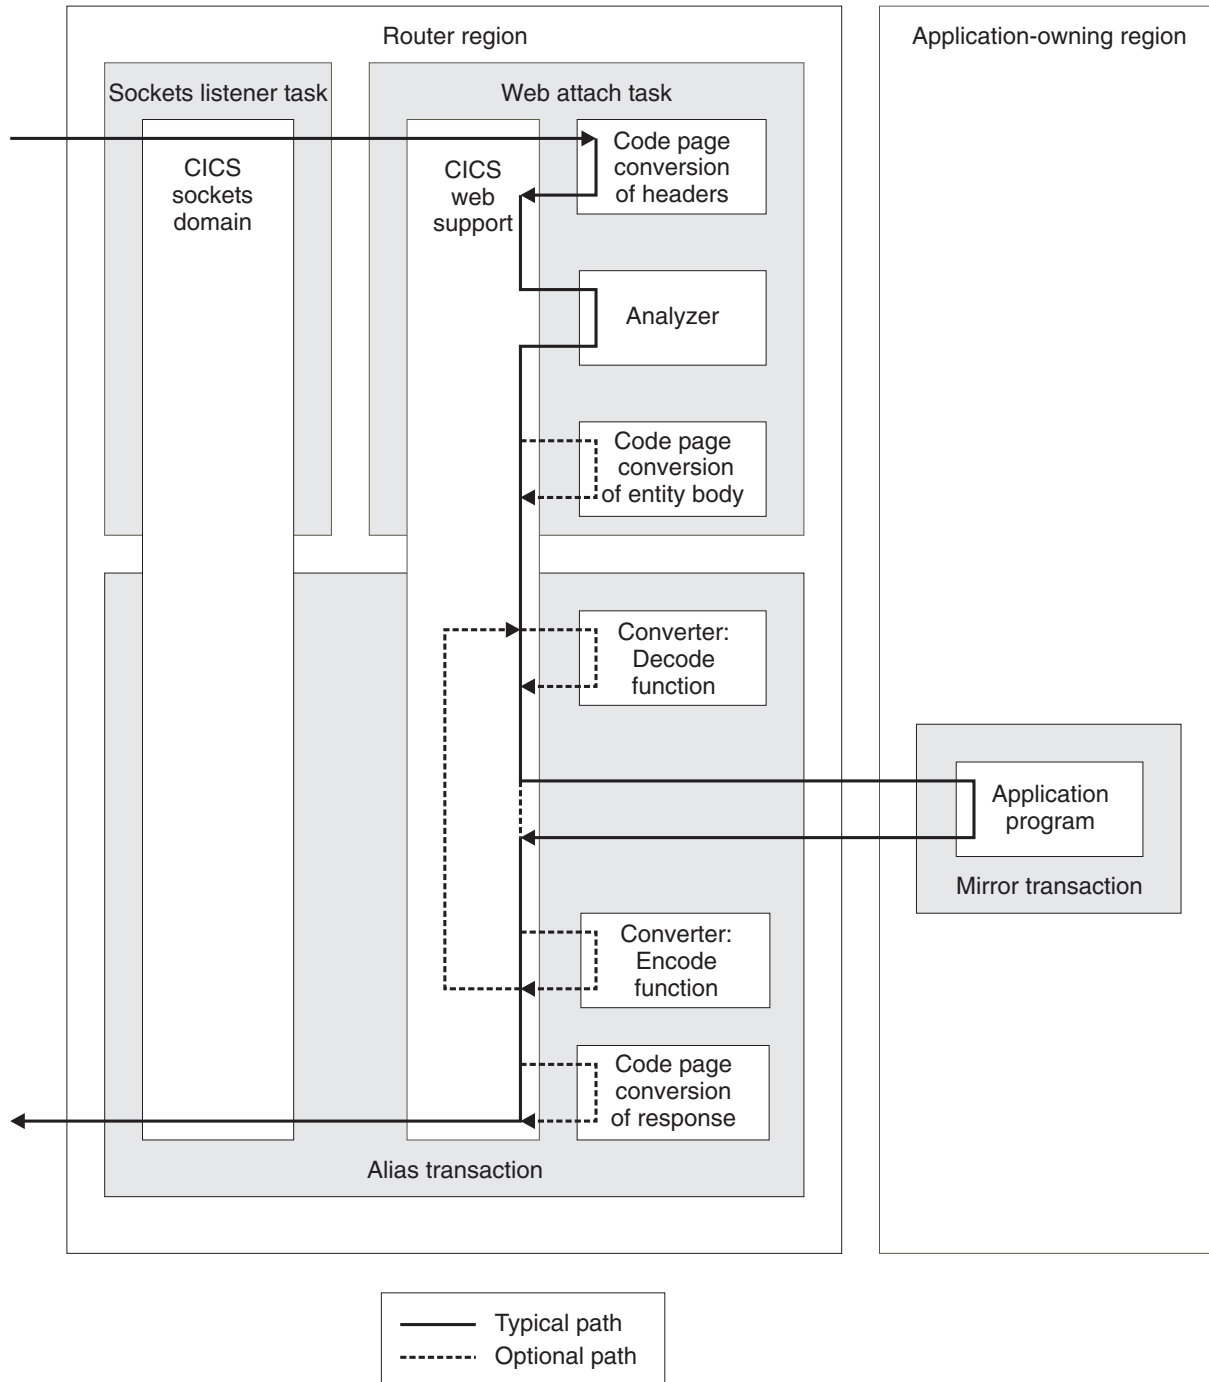 Router region
Application-owning region
Sockets listener task
Web attach task
CICS
sockets
domain
CICS
web
support
Code page
conversion
of headers
Analyzer
Code page
conversion
of entity body
Converter:
Decode
function
Application
program
Mirror transaction
Converter:
Encode
function
Code page
conversion
of response
Alias transaction
Typical path
Optional path